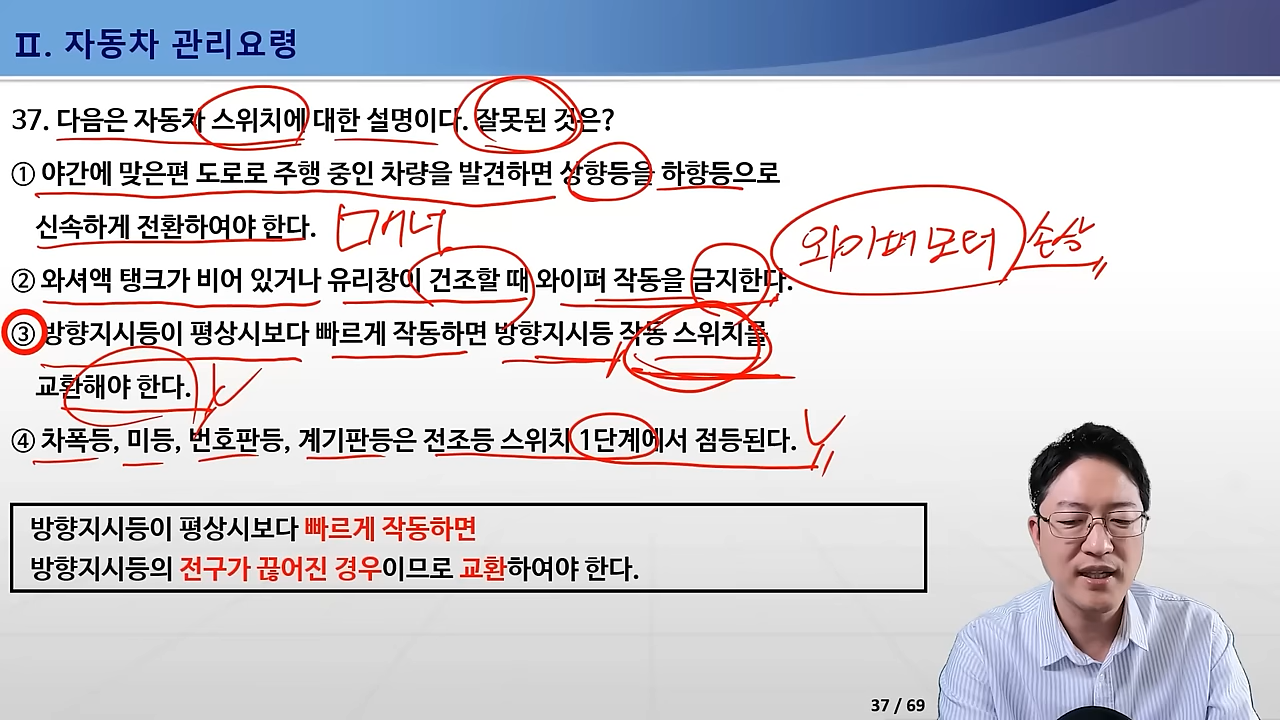 Ⅱ. 자동차 관리요령
37. 다음은 자동차 스위치에 대한 설명이다. 잘못된 것은?
① 야간에 맞은편 도로로 주행 중인 차량을 발견하면 상향등을 하향등으로
신속하게 전환하여야 한다. 매너
와이퍼모터 손상
② 와셔액 탱크가 비어 있거나 유리창이 건조할 때 와이퍼 작동을 금지한다.
③ 방향지시등이 평상시보다 빠르게 작동하면 방향지시등 작동 스위치를
교환해야 한다.
④ 차폭등, 미등, 번호판등, 계기판등은 전조등 스위치 1단계에서 점등된다.
방향지시등이 평상시보다 빠르게 작동하면
방향지시등의 전구가 끊어진 경우이므로 교환하여야 한다.
37 / 69